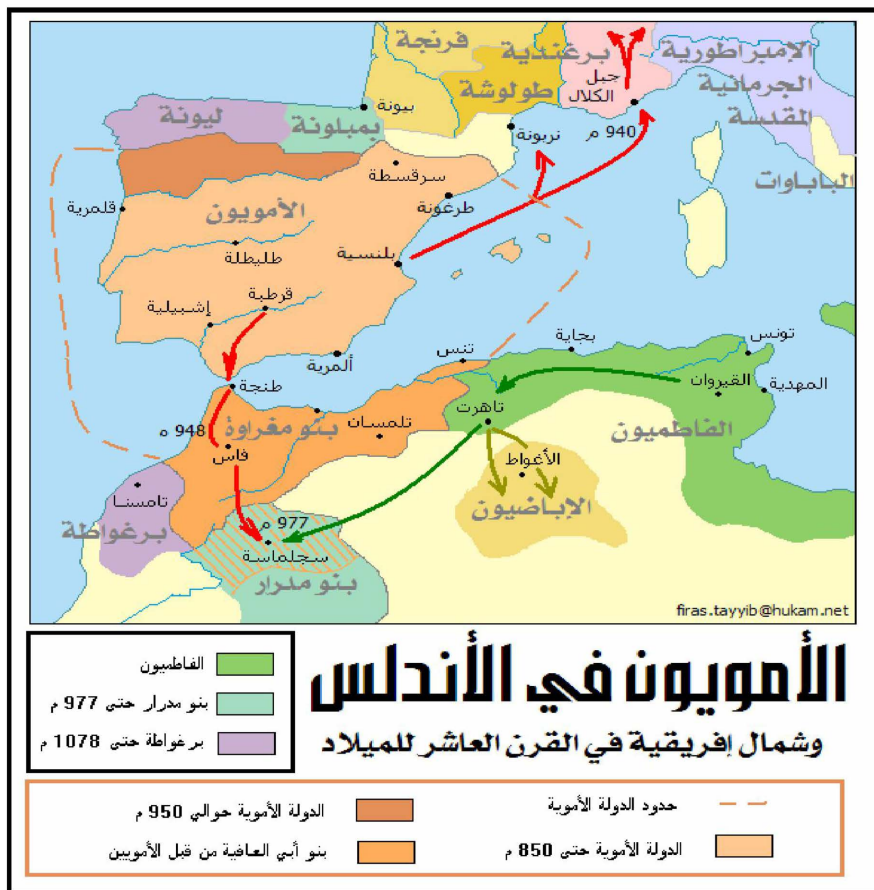 فرنجة
برغندية
الإمبراطورية
الجرمانية
المقدسة
طولوشة
جبل
الكلال
ليونة
بمبلونة
بيونة
نربونة
940 م
الباباوات
سرقسطة
طرغونة
قلمرية
الأمويون
بلنسية
طليطلة
قرطبة
إشبيلية
ألمرية
تنس
بجاية
تونس
طنجة
القيروان
المهدية
تاهرت
948 م
بنو مغراوة
تلمسان
الفاطميون
فاس
الأغواط
تامسنا
الإباضيون
977 م
برغواطة
سجلماسة
بنو مدرار
firas.tayyib@hukam.net
الأمويون في الأندلس
وشمال إفريقية في القرن العاشر للميلاد
الفاطميون
بنو مدرار حتى 977 م
برغواطة حتى 1078 م
حدود الدولة الأموية
الدولة الأموية حوالي 950 م
الدولة الأموية حتى 850 م
بنو أبي العافية من قبل الأمويين